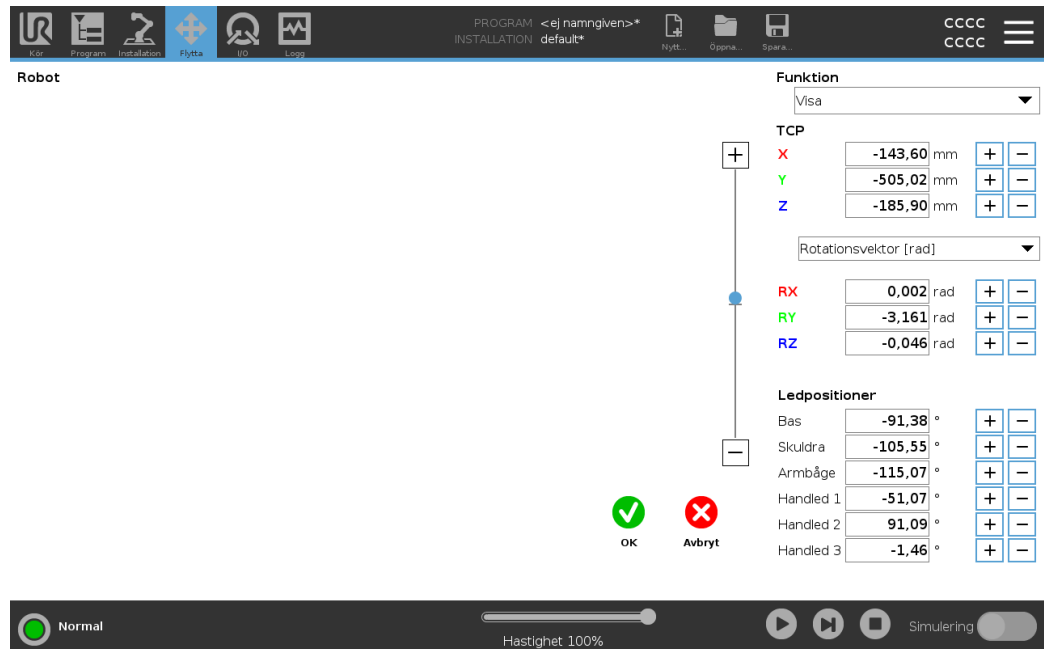 UR
Kör
Program
Installation
Flytta
I/O
Logg
PROGRAM <ej namngiven>*
INSTALLATION default*
Nytt...
Öppna...
Spara...
CCCC
CCCC
Robot
Funktion
Visa
TCP
X -143,60 mm + −
Y -505,02 mm + −
Z -185,90 mm + −
Rotationsvektor [rad]
RX 0,002 rad + −
RY -3,161 rad + −
RZ -0,046 rad + −
Ledpositioner
Bas -91,38 ° + −
Skuldra -105,55 ° + −
Armbåge -115,07 ° + −
Handled 1 -51,07 ° + −
Handled 2 91,09 ° + −
Handled 3 -1,46 ° + −
OK
Avbryt
Normal
Hastighet 100%
Simulering